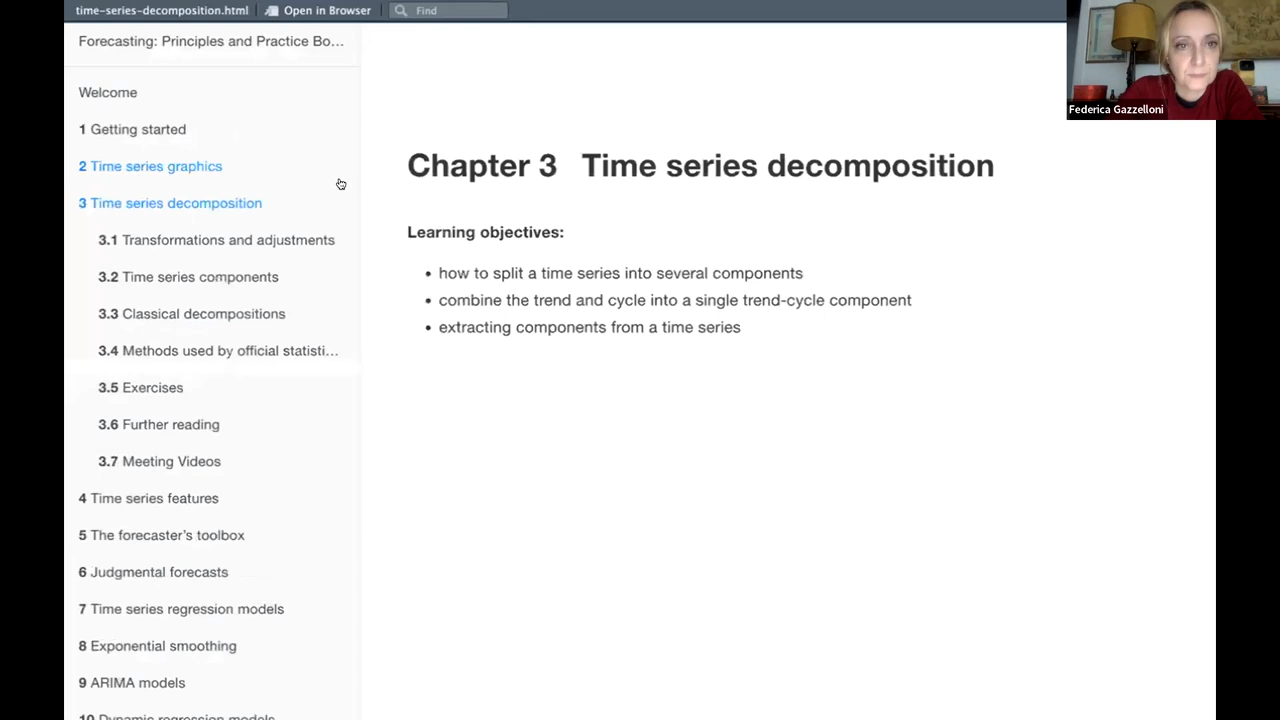 time-series-decomposition.html
Open in Browser
Find
Forecasting: Principles and Practice Bo...
Welcome
1 Getting started
2 Time series graphics
3 Time series decomposition
3.1 Transformations and adjustments
3.2 Time series components
3.3 Classical decompositions
3.4 Methods used by official statisti...
3.5 Exercises
3.6 Further reading
3.7 Meeting Videos
4 Time series features
5 The forecaster's toolbox
6 Judgmental forecasts
7 Time series regression models
8 Exponential smoothing
9 ARIMA models
10 Dynamic regression models
Chapter 3 Time series decomposition
Learning objectives:
• how to split a time series into several components
• combine the trend and cycle into a single trend-cycle component
• extracting components from a time series
Federica Gazzelloni